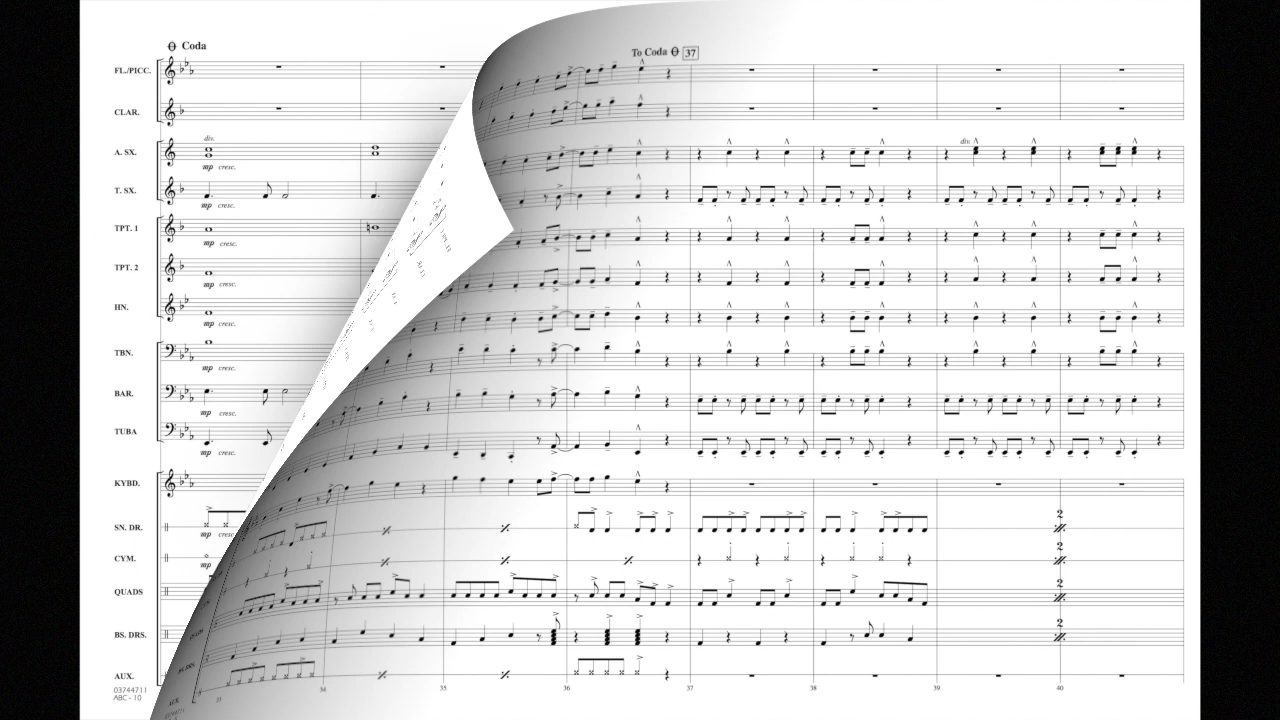 Coda
To Coda 37
FL./PICC.
CLAR.
div.
div.
A. SX.
mp cresc.
T. SX.
mp cresc.
TPT. 1
mp cresc.
TPT. 2
mp cresc.
HN.
mp cresc.
TBN.
mp cresc.
BAR.
mp cresc.
TUBA
mp cresc.
KYBD.
SN. DR.
2
mp cresc.
CYM.
2
mp
QUADS
2
BS. DRS.
2
AUX.
AUX.
03744711
ABC - 10
33 34 35 36 37 38 39 40